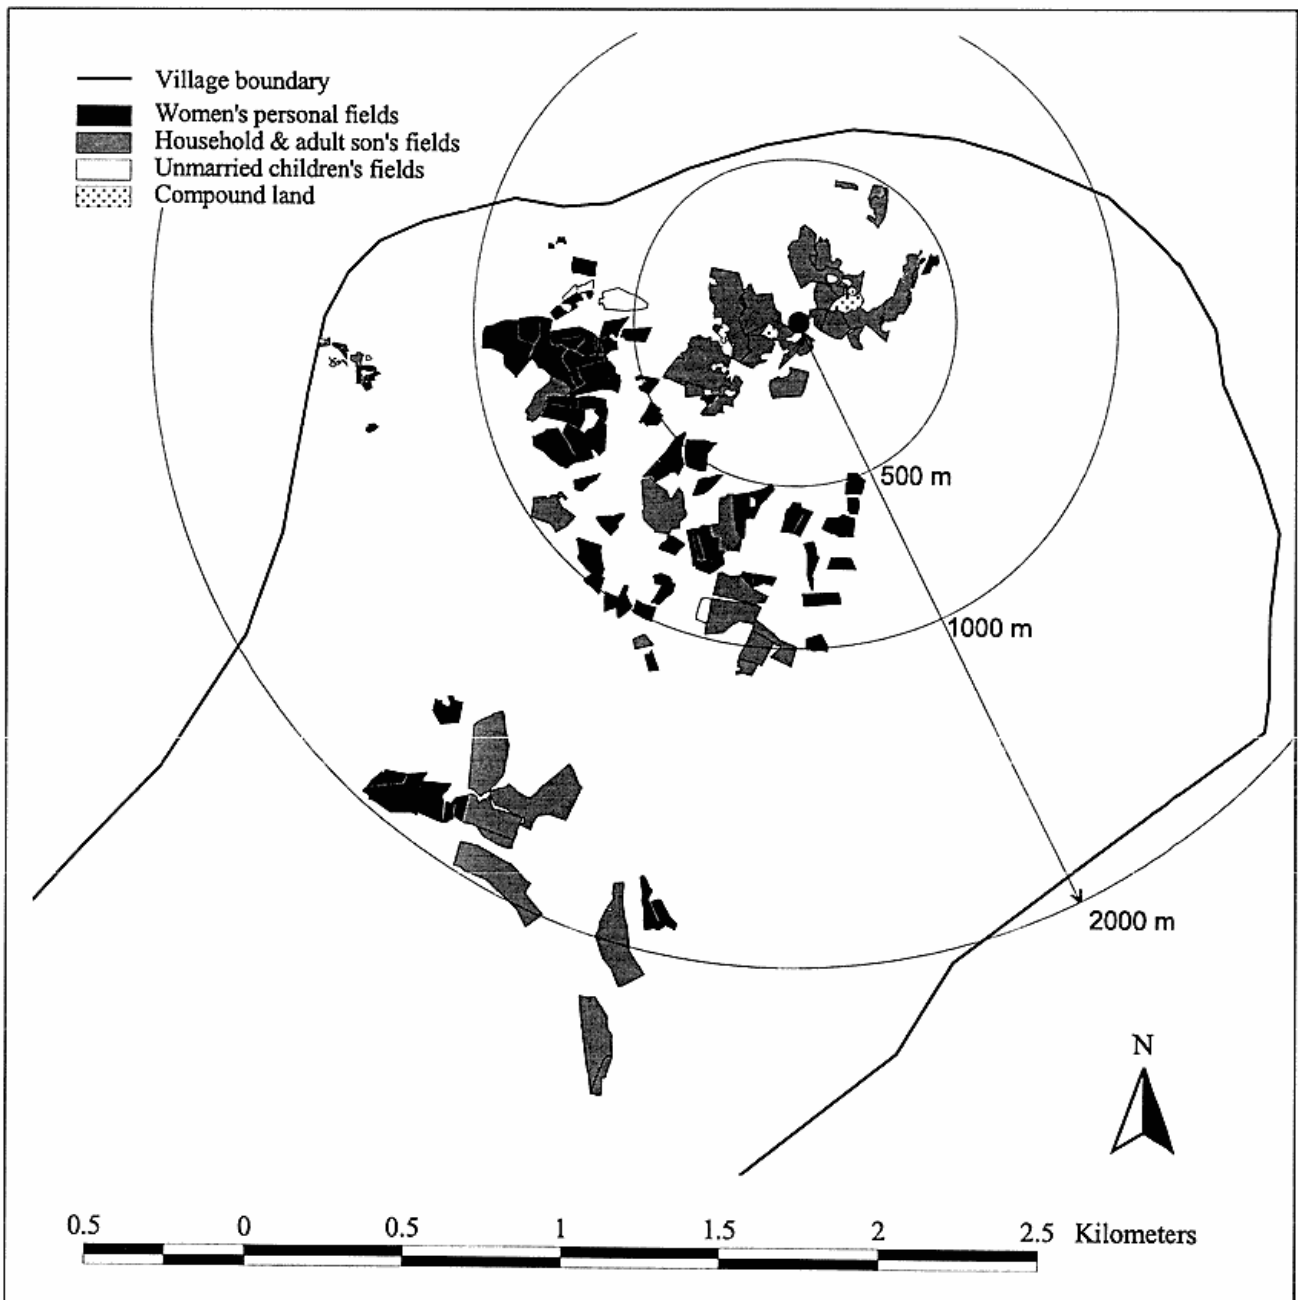 Village boundary
Women's personal fields
Household & adult son's fields
Unmarried children's fields
Compound land
500 m
1000 m
2000 m
N
0.5 0 0.5 1 1.5 2 2.5 Kilometers